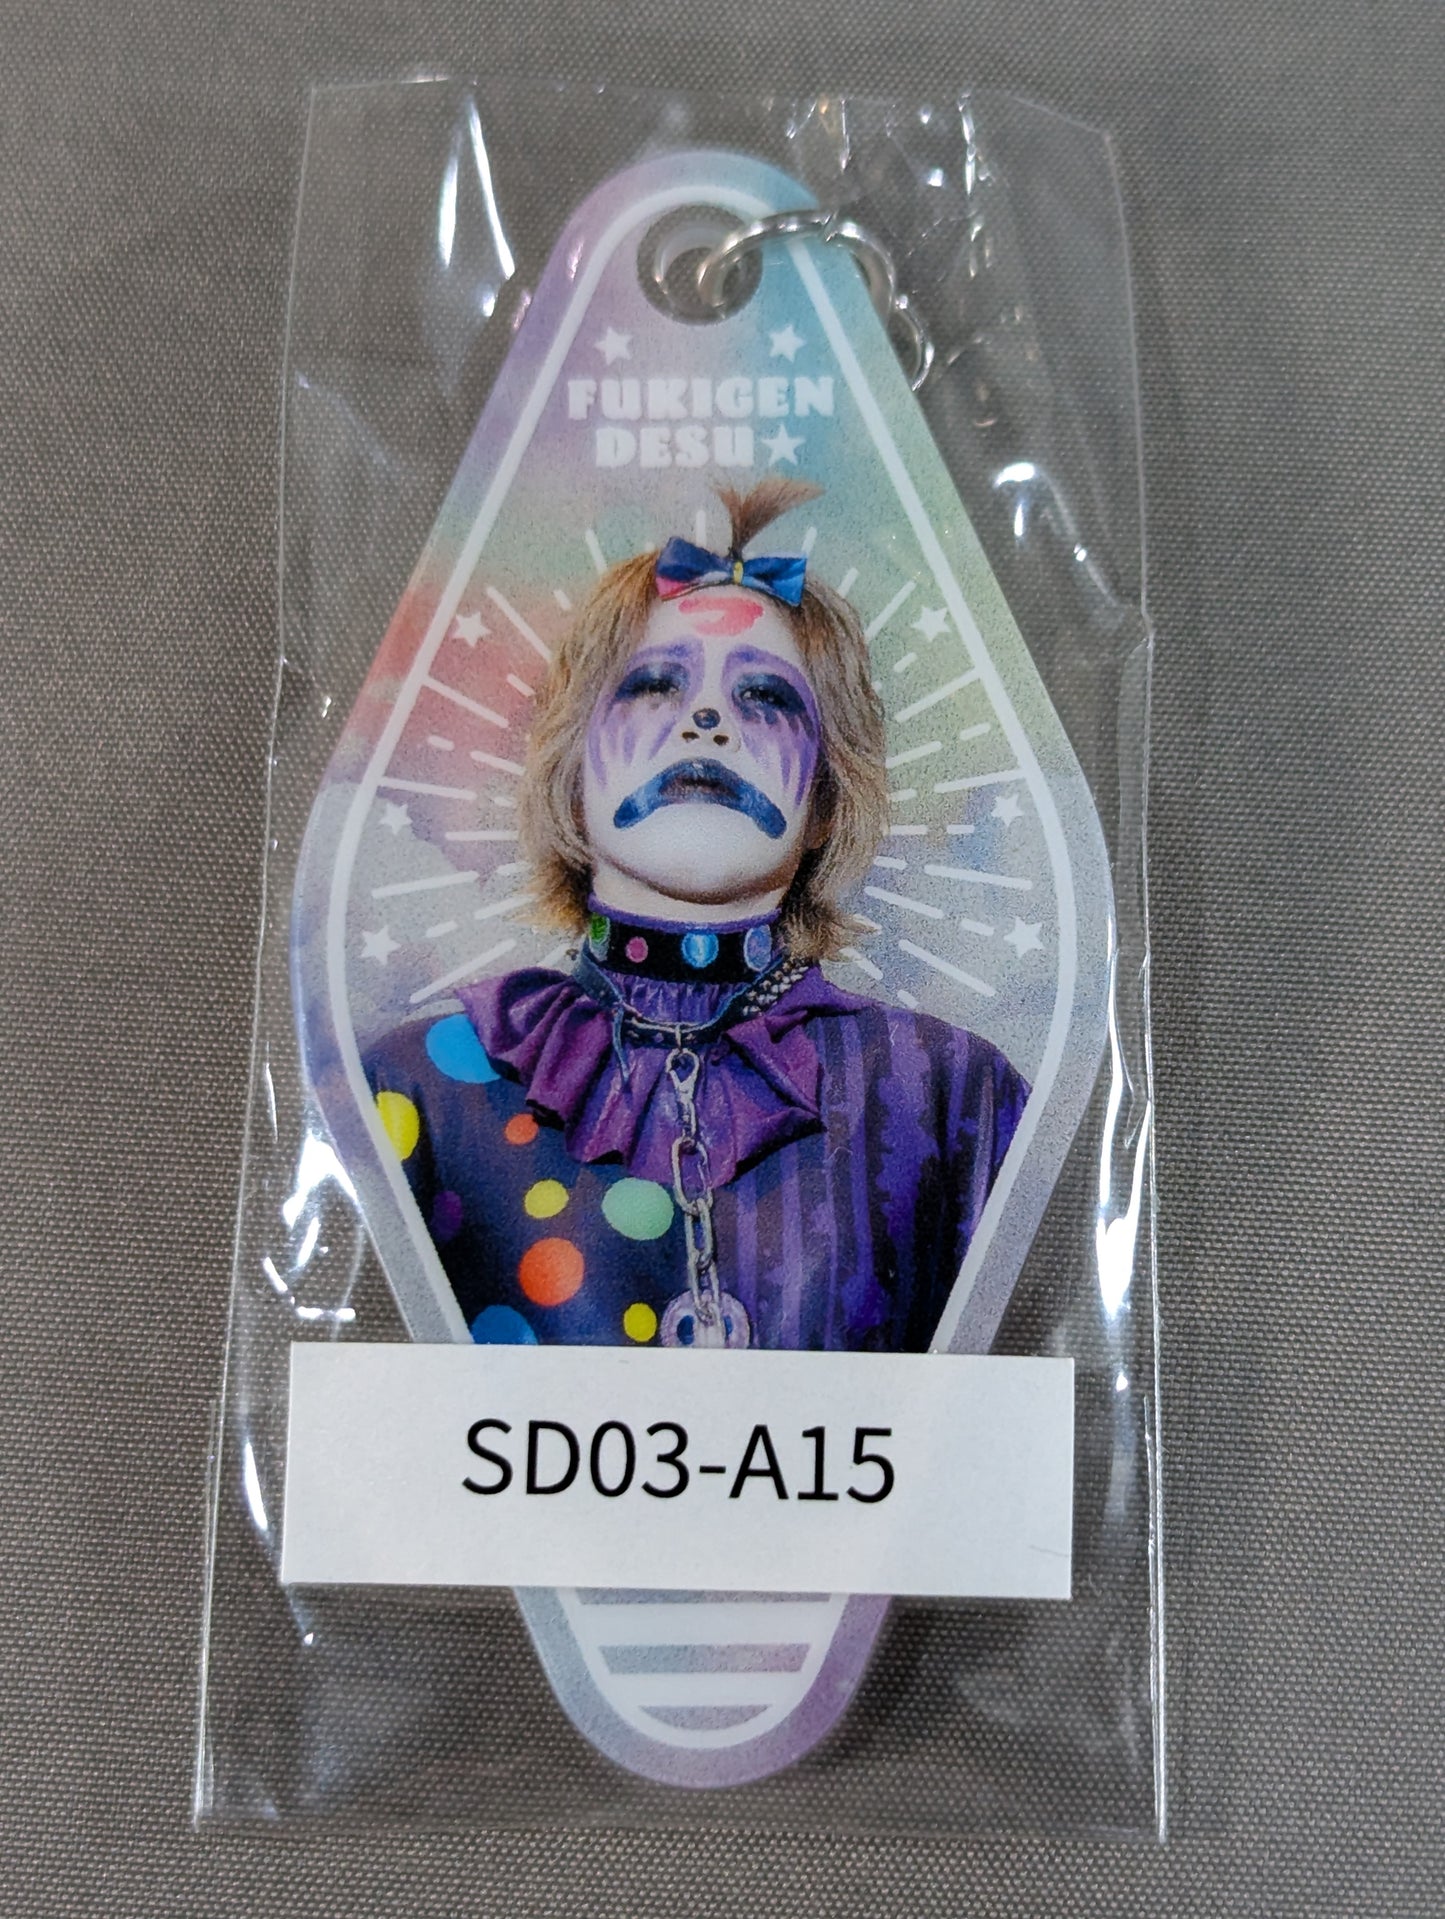 FUKIGEN
DESU★
SD03-A15